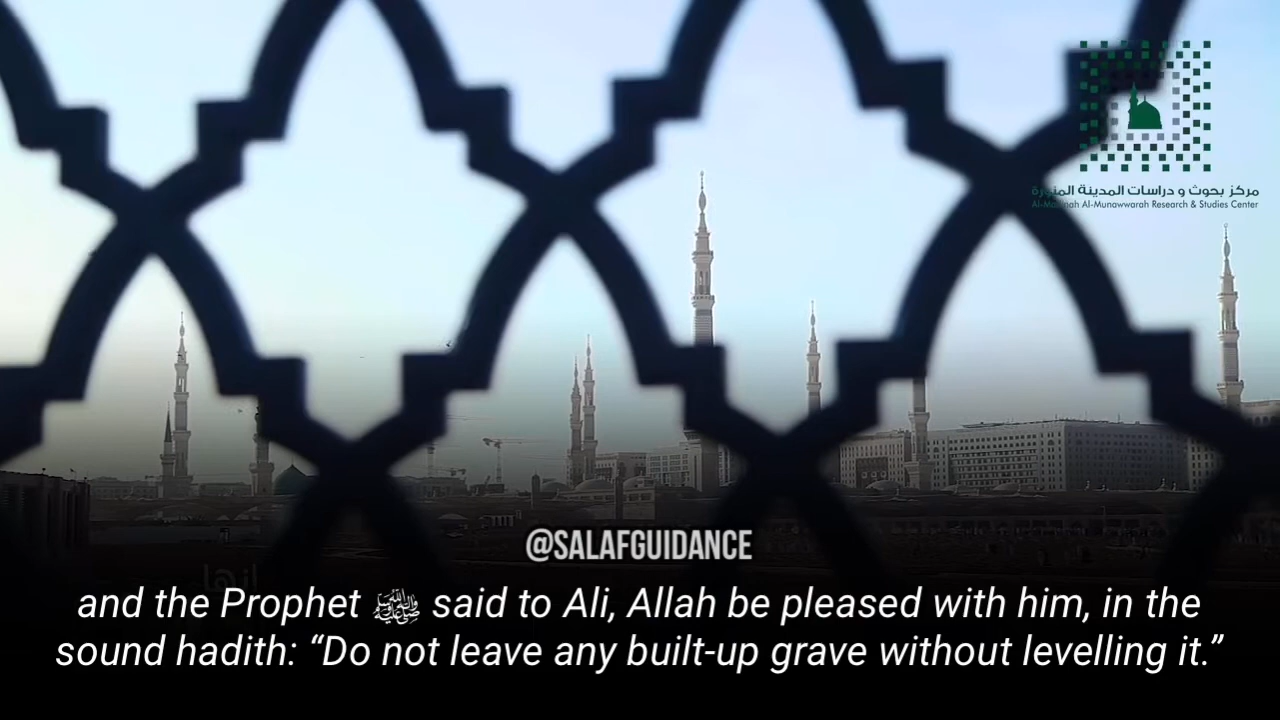 مركز بحوث و دراسات المدينة المنورة
Al-Madinah Al-Munawwarah Research & Studies Center
@SALAFGUIDANCE
and the Prophet ﷺ said to Ali, Allah be pleased with him, in the
sound hadith: “Do not leave any built-up grave without levelling it.”